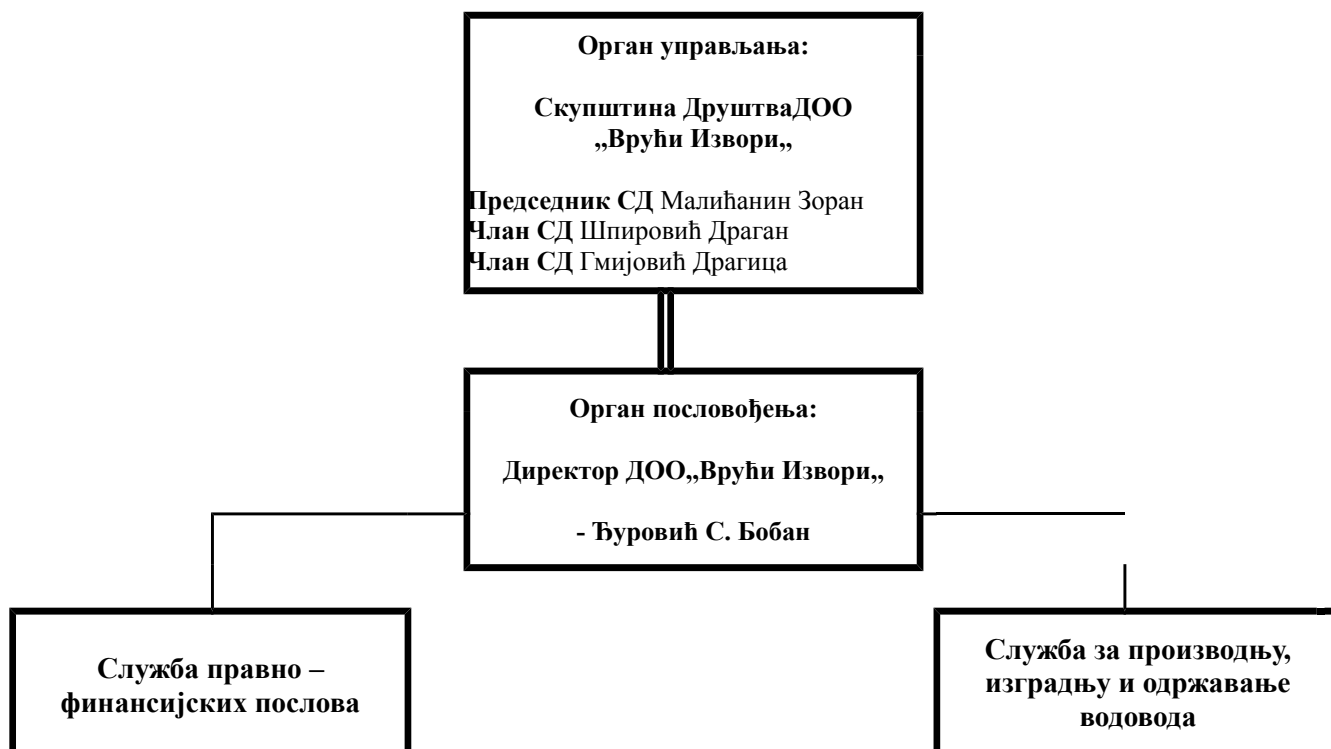 Орган управљања:
Скупштина ДруштваДОО
„Врући Извори„
Председник СД Малићанин Зоран
Члан СД Шпировић Драган
Члан СД Гмијовић Драгица
Орган пословођења:
Директор ДОО„Врући Извори„
- Ђуровић С. Бобан
Служба правно –
финансијских послова
Служба за производњу,
изградњу и одржавање
водовода